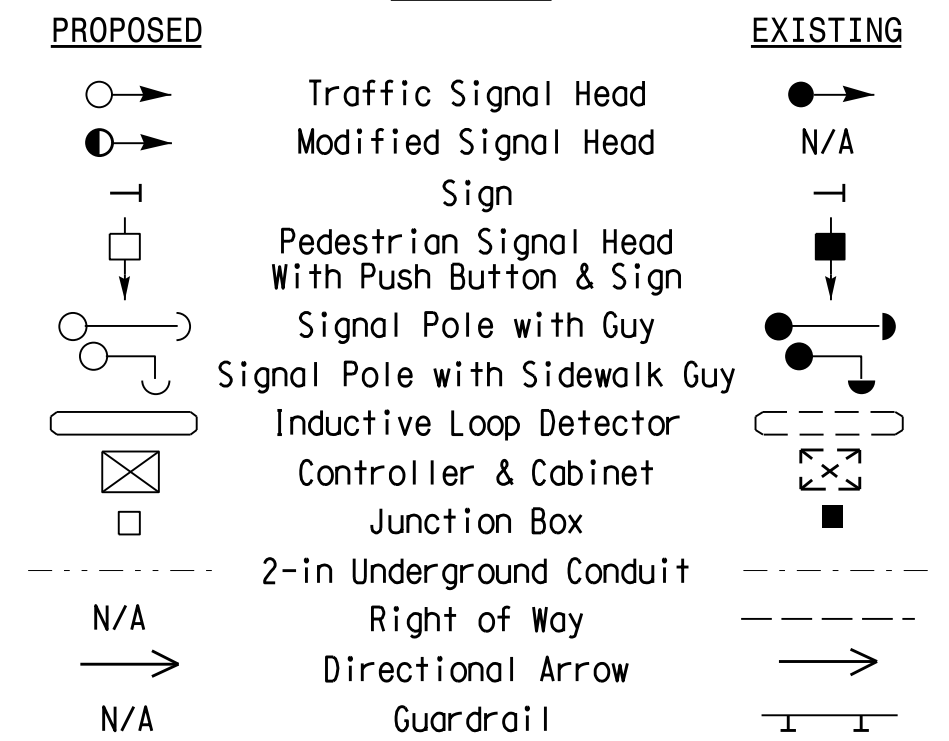 PROPOSED EXISTING
Traffic Signal Head
Modified Signal Head N/A
Sign
Pedestrian Signal Head
With Push Button & Sign
Signal Pole with Guy
Signal Pole with Sidewalk Guy
Inductive Loop Detector
Controller & Cabinet
Junction Box
2-in Underground Conduit
N/A Right of Way
Directional Arrow
N/A Guardrail